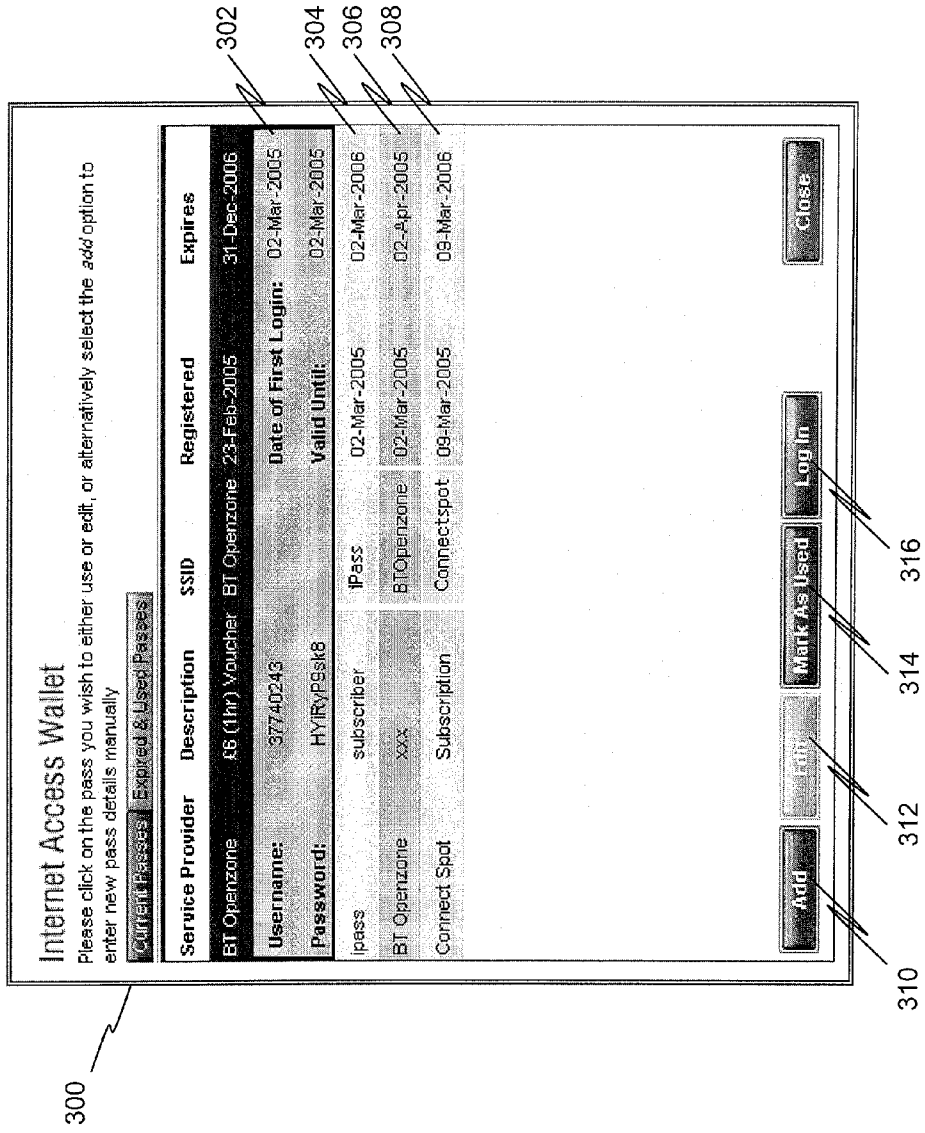 Internet Access Wallet
Please click on the pass you wish to either use or edit, or alternatively select the add option to
enter new pass details manually
Current Passes Expired & Used Passes
Service Provider Description SSID Registered Expires
BT Openzone £6 (1hr) Voucher BT Openzone 23-Feb-2005 31-Dec-2006
Username: 37740243 Date of First Login: 02-Mar-2005
Password: HYiRyP9sk8 Valid Until: 02-Mar-2005
Ipass subscriber iPass 02-Mar-2005 02-Mar-2006
BT Openzone xxx BTOpenzone 02-Mar-2005 02-Apr-2005
Connect Spot Subscription Connectspot 09-Mar-2005 09-Mar-2006
Add Edit Mark As Used Log In Close
300
302
304
306
308
310
312
314
316